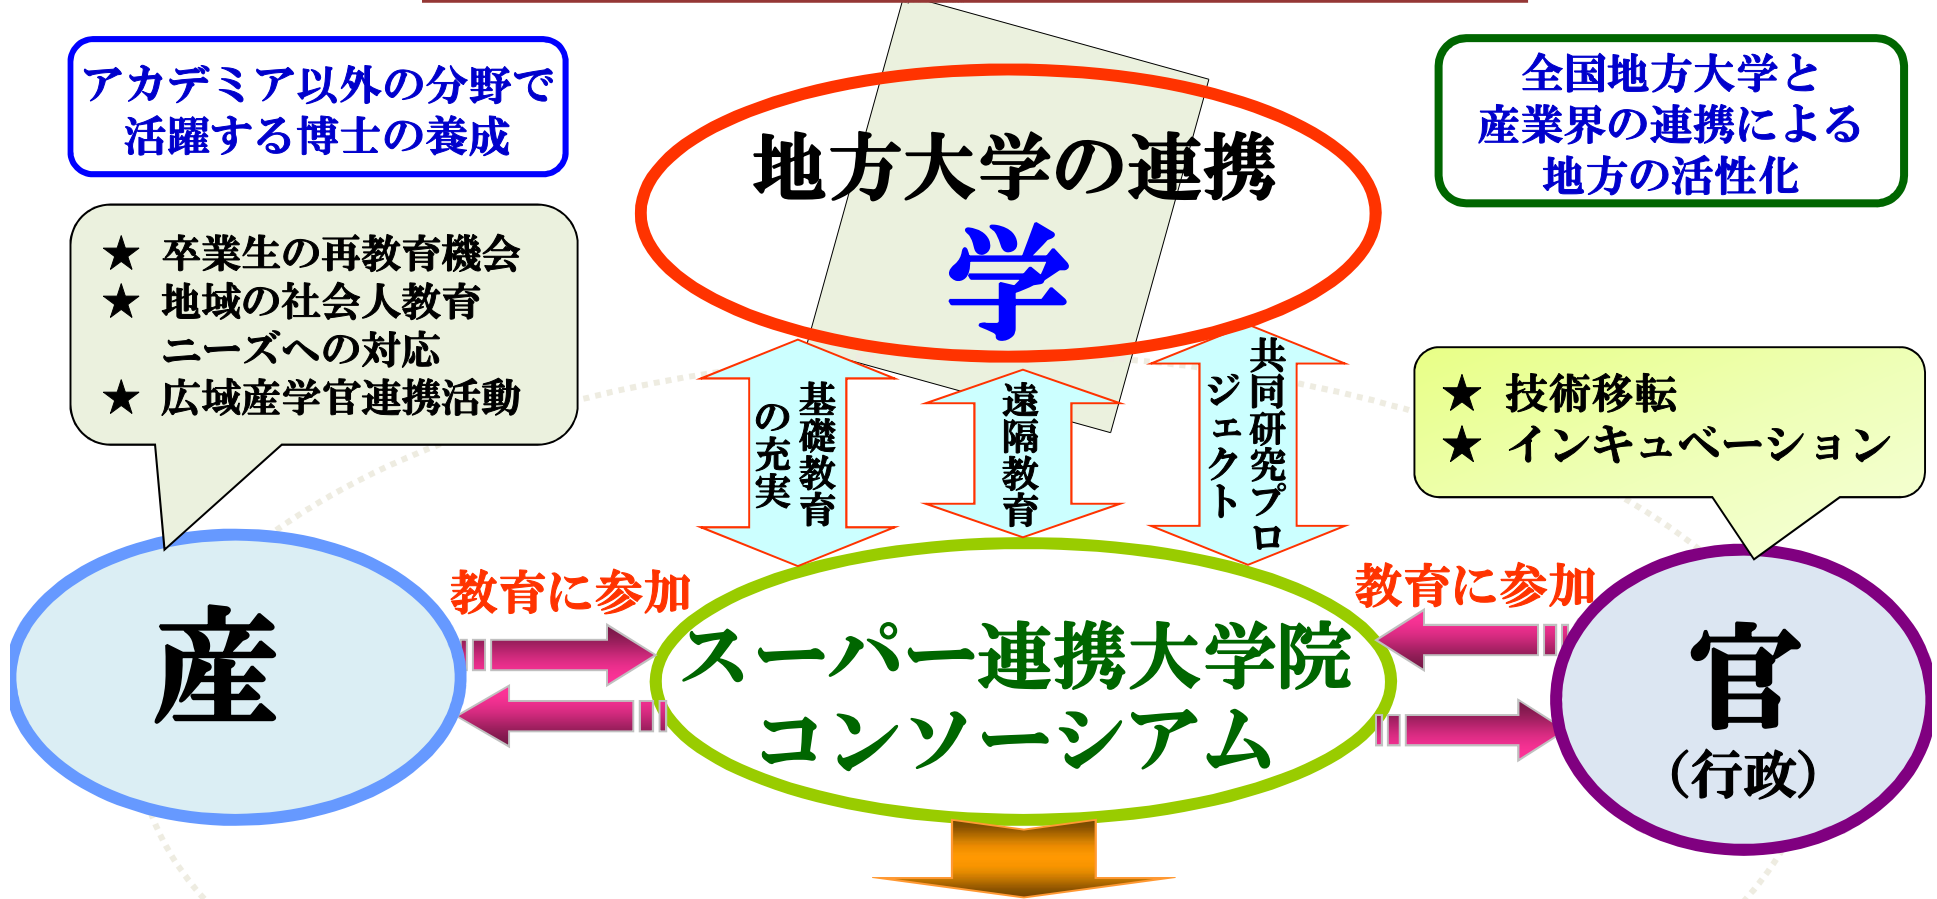 アカデミア以外の分野で
活躍する博士の養成
全国地方大学と
産業界の連携による
地方の活性化
地方大学の連携
学
★ 卒業生の再教育機会
★ 地域の社会人教育
ニーズへの対応
★ 広域産学官連携活動
★ 技術移転
★ インキュベーション
基礎教育
の充実
遠隔教育
共同研究プロ
ジェクト
教育に参加
教育に参加
産
スーパー連携大学院
コンソーシアム
官
（行政）